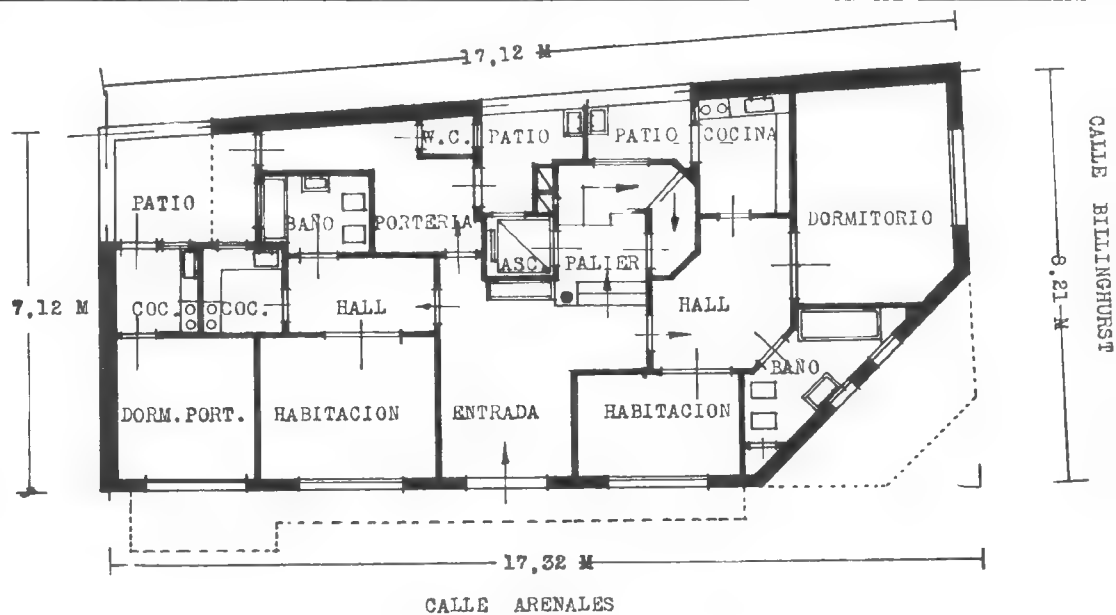 17,12 M
W.C.
PATIO
PATIO
COCINA
CALLE BILLINGHURST
PATIO
BAÑO
PORTERIA
DORMITORIO
ASC.
PALIER
8,21 M
7,12 M
COC.
COC.
HALL
HALL
BAÑO
DORM.PORT.
HABITACION
ENTRADA
HABITACION
17,32 M
CALLE ARENALES